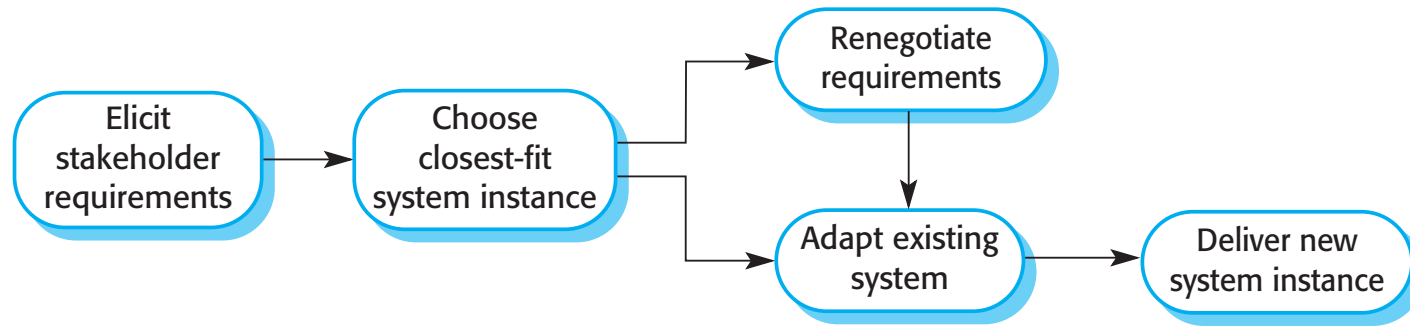 Elicit
stakeholder
requirements
Choose
closest-fit
system instance
Renegotiate
requirements
Adapt existing
system
Deliver new
system instance